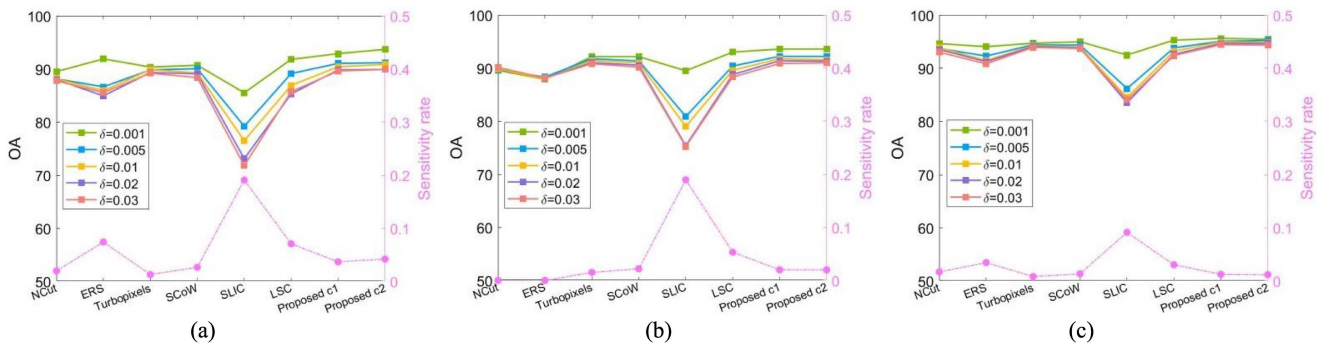 100
90
80
70
60
50
OA
δ=0.001
δ=0.005
δ=0.01
δ=0.02
δ=0.03
0.5
0.4
0.3
0.2
0.1
0
Sensitivity rate
NCut
ERS
Turbopixels
SCoW
SLIC
LSC
Proposed c1
Proposed c2
(a)
100
90
80
70
60
50
OA
δ=0.001
δ=0.005
δ=0.01
δ=0.02
δ=0.03
0.5
0.4
0.3
0.2
0.1
0
Sensitivity rate
NCut
ERS
Turbopixels
SCoW
SLIC
LSC
Proposed c1
Proposed c2
(b)
100
90
80
70
60
50
OA
δ=0.001
δ=0.005
δ=0.01
δ=0.02
δ=0.03
0.5
0.4
0.3
0.2
0.1
0
Sensitivity rate
NCut
ERS
Turbopixels
SCoW
SLIC
LSC
Proposed c1
Proposed c2
(c)